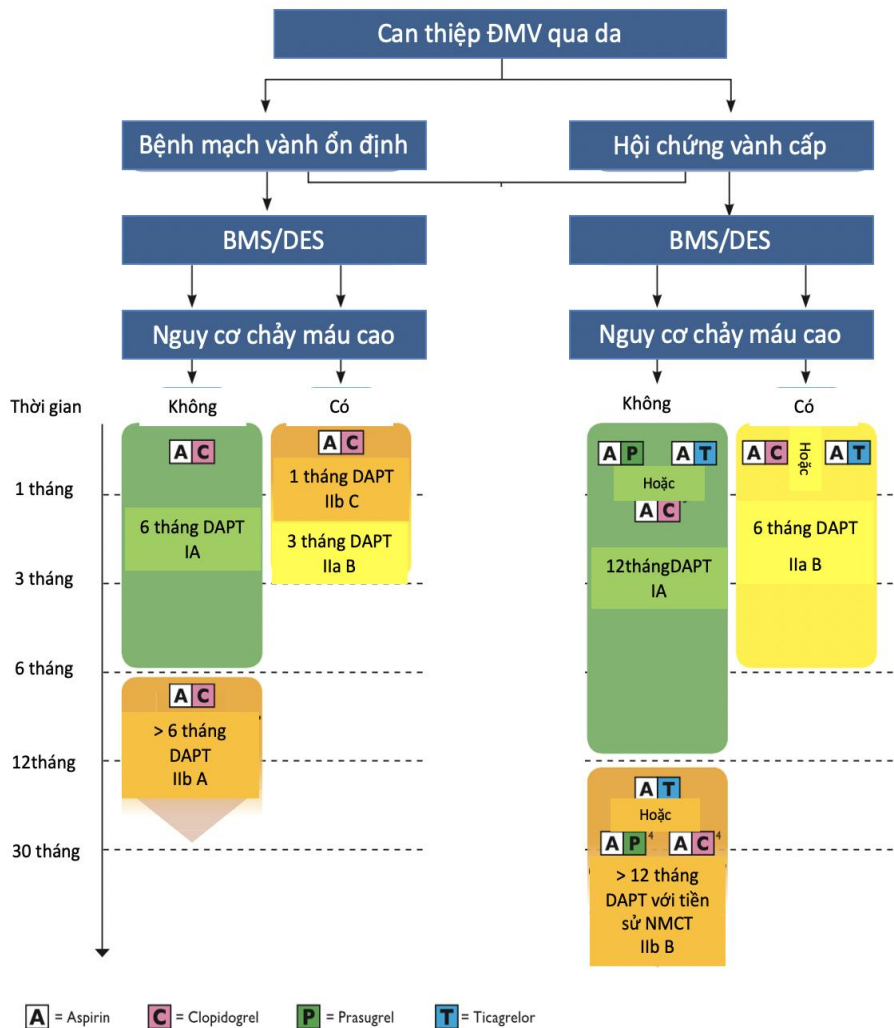 Can thiệp ĐMV qua da
Bệnh mạch vành ổn định
Hội chứng vành cấp
BMS/DES
BMS/DES
Nguy cơ chảy máu cao
Nguy cơ chảy máu cao
Thời gian
Không
Có
Không
Có
A C
A C
1 tháng DAPT
IIb C
6 tháng DAPT
IA
3 tháng DAPT
IIa B
A C
> 6 tháng
DAPT
IIb A
A P
A T
Hoặc
A C
12thángDAPT
IA
A C
Hoặc
A T
6 tháng DAPT
IIa B
A T
Hoặc
A P 4
A C 4
> 12 tháng
DAPT với tiền
sử NMCT
IIb B
1 tháng
3 tháng
6 tháng
12tháng
30 tháng
A = Aspirin
C = Clopidogrel
P = Prasugrel
T = Ticagrelor